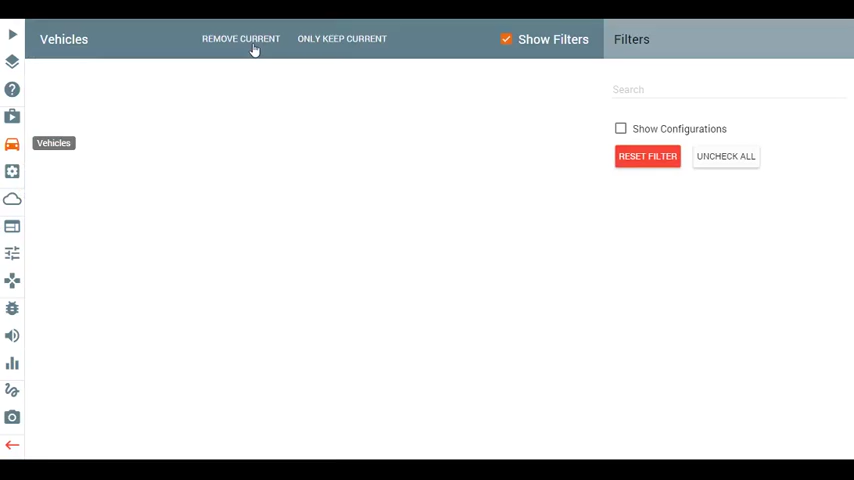 Vehicles
REMOVE CURRENT
ONLY KEEP CURRENT
Show Filters
Filters
Search
Show Configurations
Vehicles
RESET FILTER
UNCHECK ALL